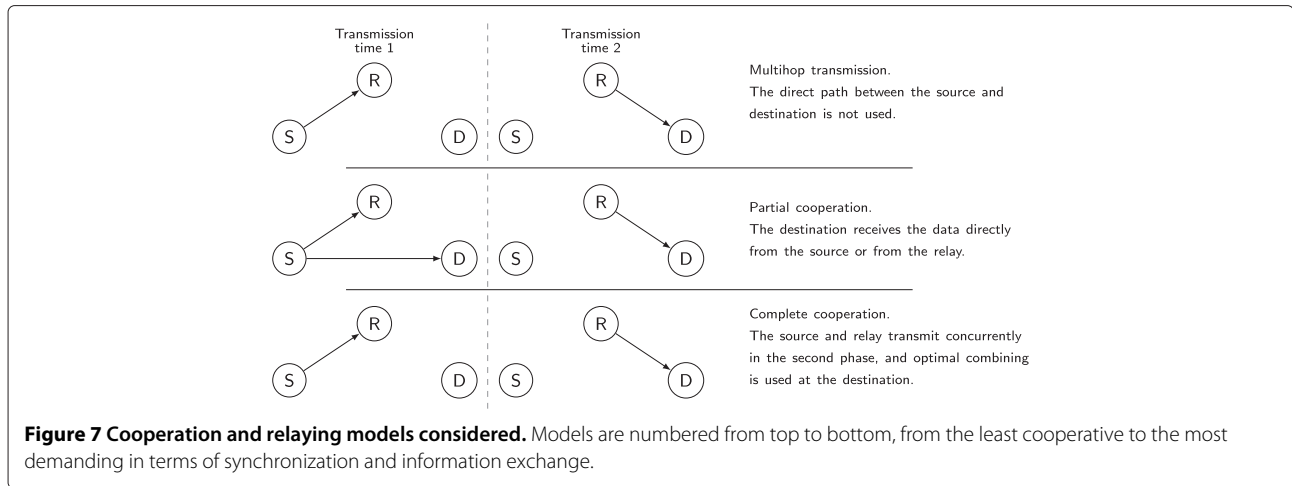 Transmission
time 1
Transmission
time 2
R
S
D
R
S
D
Multihop transmission.
The direct path between the source and
destination is not used.
R
S
D
R
S
D
Partial cooperation.
The destination receives the data directly
from the source or from the relay.
R
S
D
R
S
D
Complete cooperation.
The source and relay transmit concurrently
in the second phase, and optimal combining
is used at the destination.
Figure 7 Cooperation and relaying models considered. Models are numbered from top to bottom, from the least cooperative to the most
demanding in terms of synchronization and information exchange.